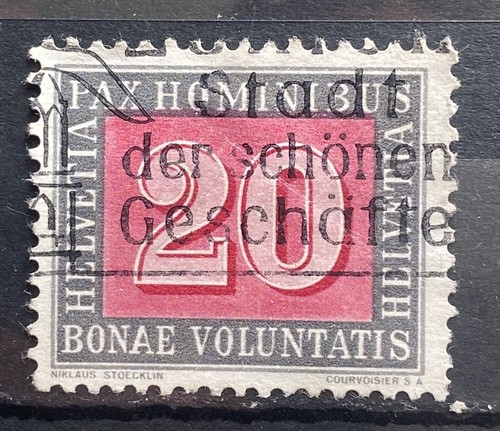 PAX HOMINIBUS
Stadt
der schönen
Geschäfte
HELVETIA
20
HELVETIA
BONAE VOLUNTATIS
NIKLAUS STOECKLIN
COURVOISIER S A